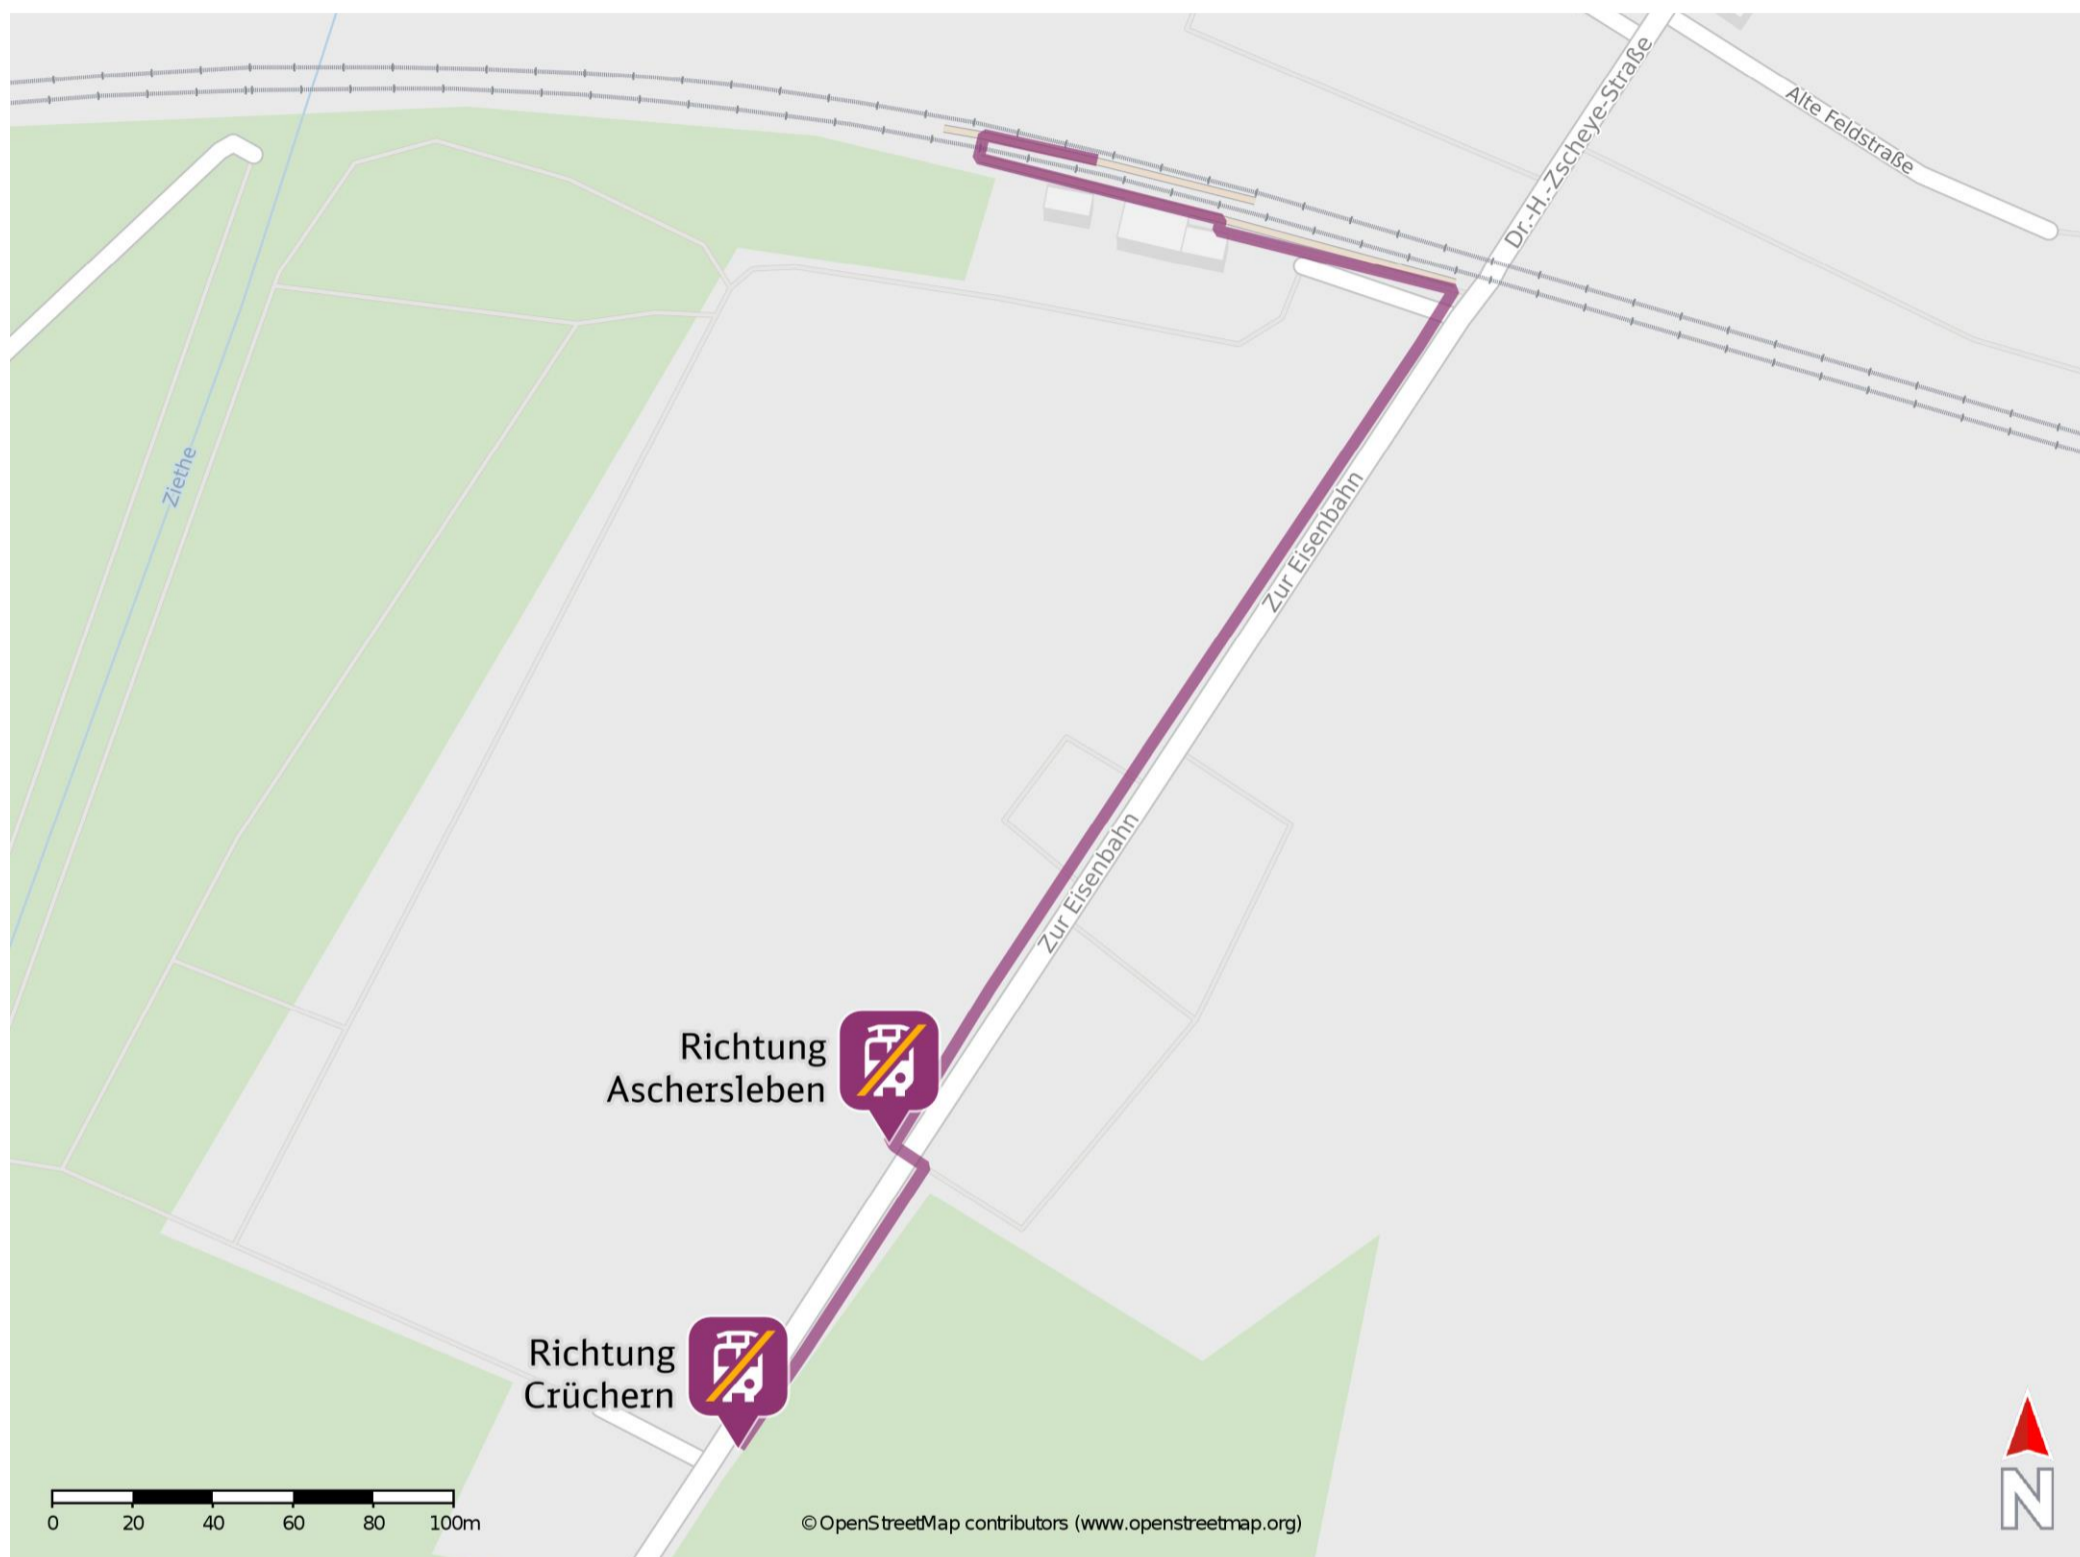 Dr.-H.-Zscheye-Straße
Alte Feldstraße
Ziethe
Zur Eisenbahn
Zur Eisenbahn
Richtung
Aschersleben
Richtung
Crüchern
0 20 40 60 80 100m
© OpenStreetMap contributors (www.openstreetmap.org)
N